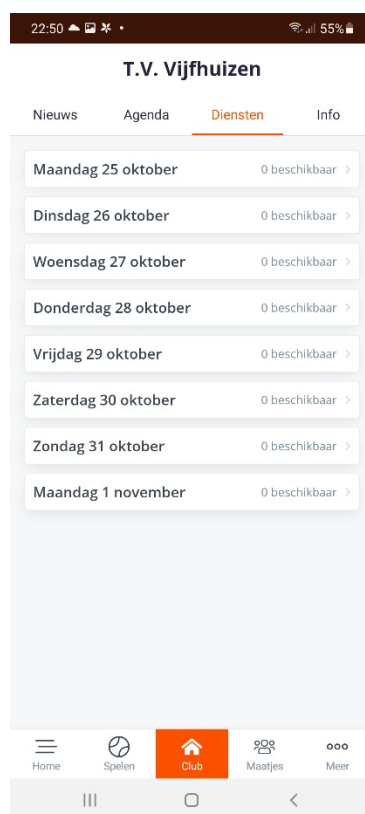 22:50 55%
T.V. Vijfhuizen
Nieuws Agenda Diensten Info
Maandag 25 oktober 0 beschikbaar
Dinsdag 26 oktober 0 beschikbaar
Woensdag 27 oktober 0 beschikbaar
Donderdag 28 oktober 0 beschikbaar
Vrijdag 29 oktober 0 beschikbaar
Zaterdag 30 oktober 0 beschikbaar
Zondag 31 oktober 0 beschikbaar
Maandag 1 november 0 beschikbaar
Home Spelen Club Maatjes Meer